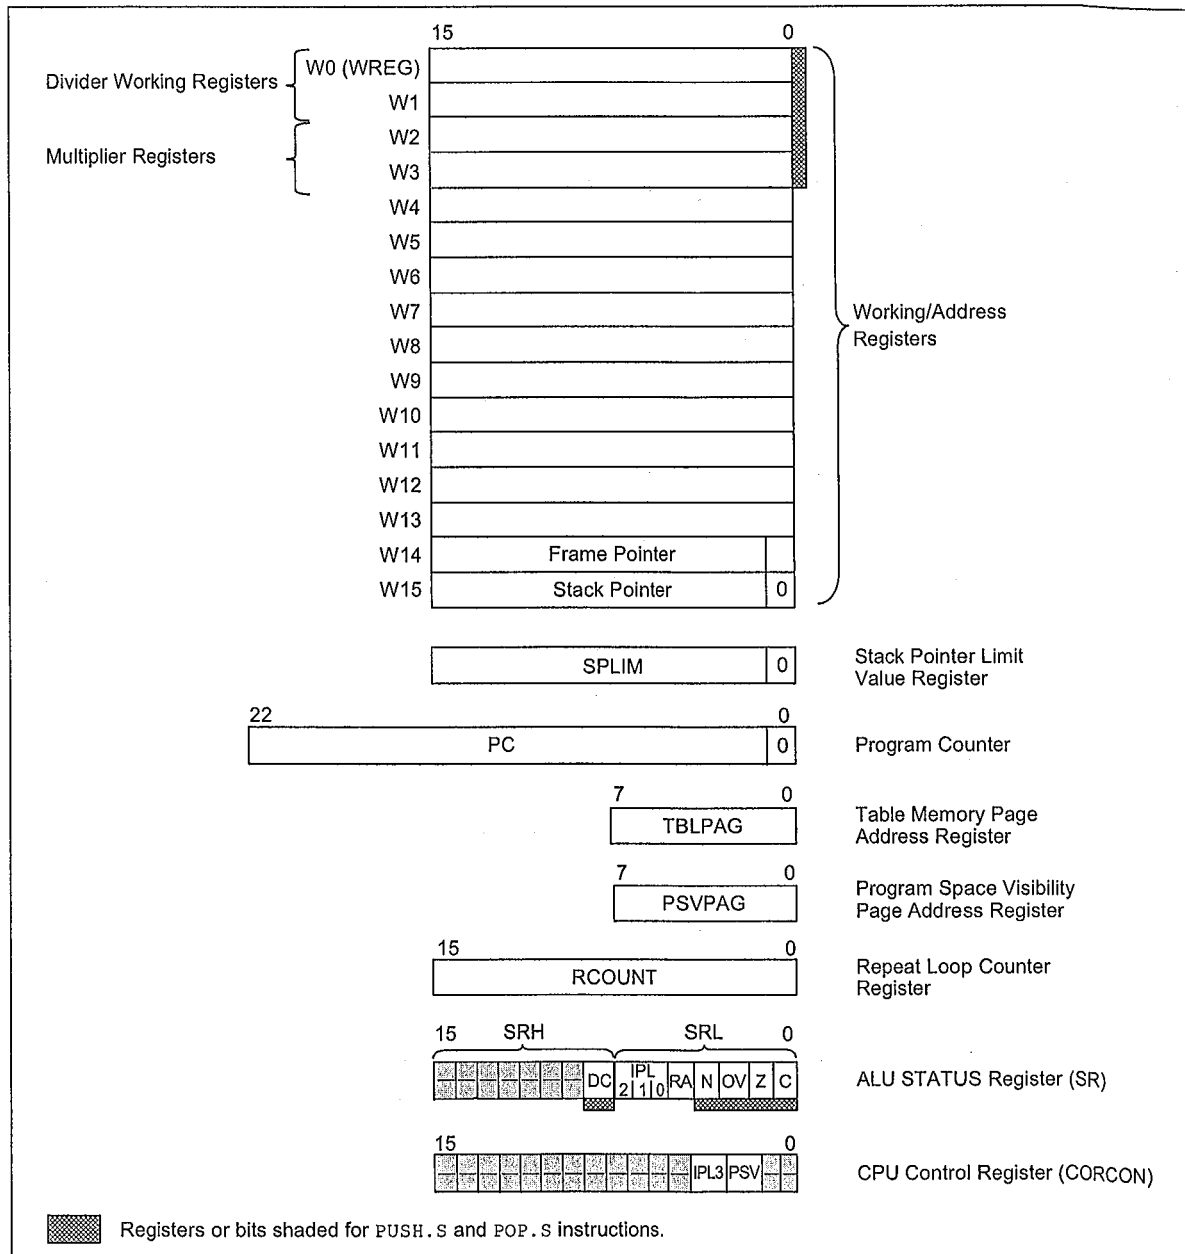 15 0
Divider Working Registers
W0 (WREG)
W1
Multiplier Registers
W2
W3
W4
W5
W6
W7
Working/Address
Registers
W8
W9
W10
W11
W12
W13
W14 Frame Pointer
W15 Stack Pointer 0
SPLIM 0
Stack Pointer Limit
Value Register
22 0
PC 0 Program Counter
7 0
TBLPAG
Table Memory Page
Address Register
7 0
PSVPAG
Program Space Visibility
Page Address Register
15 0
RCOUNT
Repeat Loop Counter
Register
15 SRH SRL 0
DC IPL 2 1 0 RA N OV Z C ALU STATUS Register (SR)
15 0
— — — — — — — — — — — — IPL3 PSV — — CPU Control Register (CORCON)
Registers or bits shaded for PUSH.S and POP.S instructions.